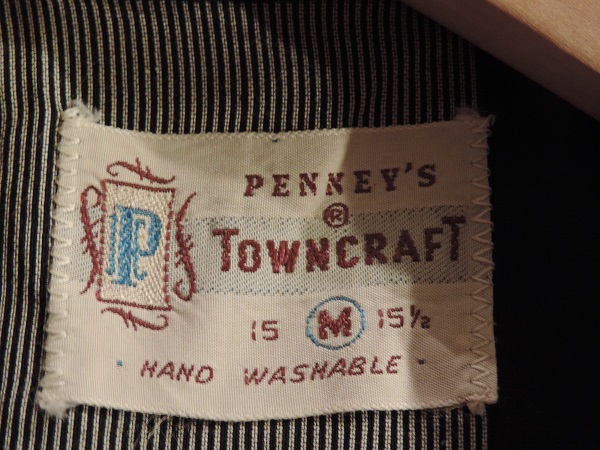 PENNEY'S
®
TOWNCRAFT
P
15 M 15½
· HAND WASHABLE ·